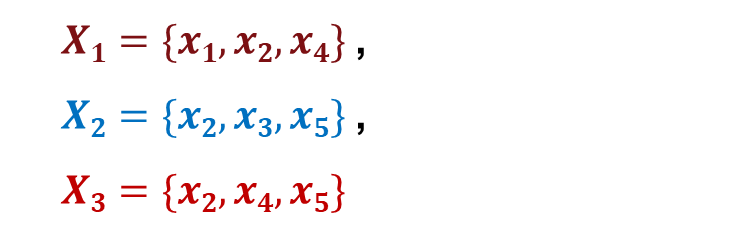 X₁ = {x₁, x₂, x₄} ,
X₂ = {x₂, x₃, x₅} ,
X₃ = {x₂, x₄, x₅}